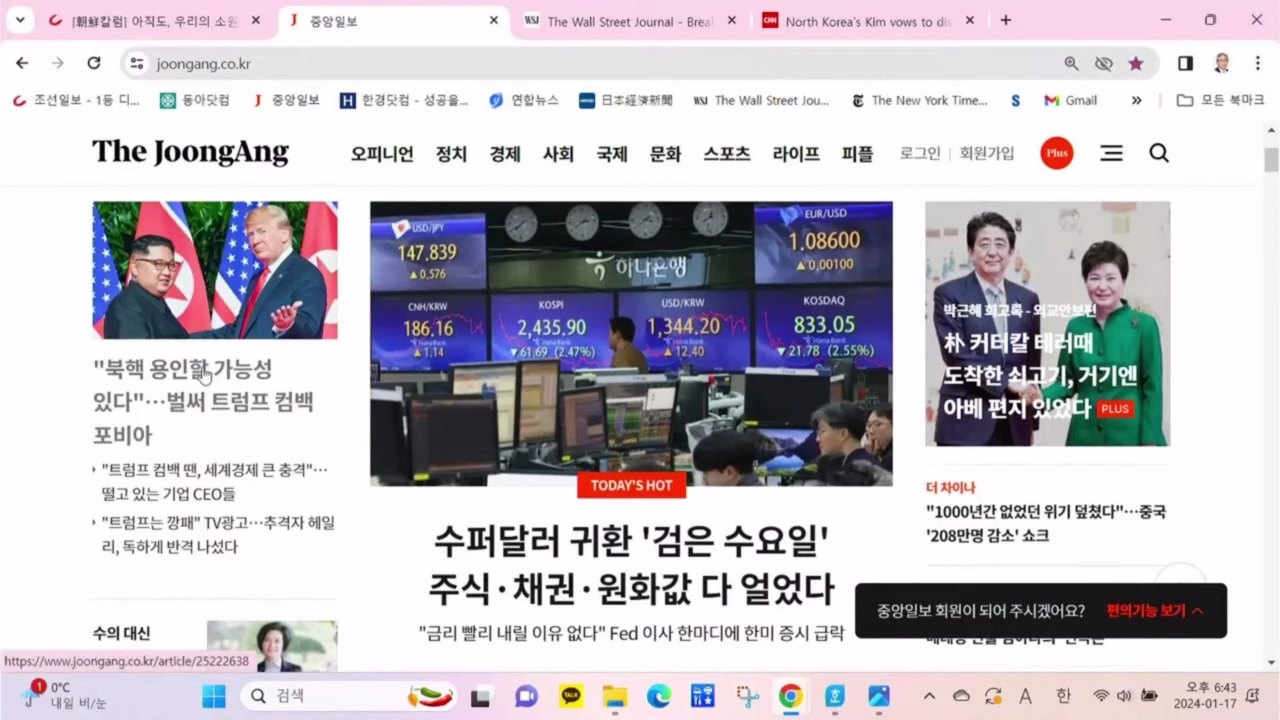 [朝鮮칼럼] 아직도, 우리의 소원
중앙일보
The Wall Street Journal - Brea
North Korea's Kim vows to dis
joongang.co.kr
조선일보 - 1등 디...
동아닷컴
중앙일보
한경닷컴 - 성공을...
연합뉴스
日本経済新聞
The Wall Street Jou...
The New York Time...
Gmail
모든 북마크
The JoongAng
오피니언 정치 경제 사회 국제 문화 스포츠 라이프 피플
로그인 | 회원가입
Plus
"북핵 용인할 가능성
있다"…벌써 트럼프 컴백
포비아
"트럼프 컴백 땐, 세계경제 큰 충격"…
떨고 있는 기업 CEO들
"트럼프는 깡패" TV광고…추격자 헤일
리, 독하게 반격 나섰다
수의 대신
USD/JPY
147.839
▲0.576
하나은행
EUR/USD
1.08600
▲0.00100
CNH/KRW
186.16
▲1.14
KOSPI
2,435.90
▼61.69 (2.47%)
USD/KRW
1,344.20
▲12.40
KOSDAQ
833.05
▼21.78 (2.55%)
TODAY'S HOT
수퍼달러 귀환 '검은 수요일'
주식·채권·원화값 다 얼었다
"금리 빨리 내릴 이유 없다" Fed 이사 한마디에 한미 증시 급락
박근혜 회고록 - 외교안보편
朴 커터칼 테러때
도착한 쇠고기, 거기엔
아베 편지 있었다 PLUS
더 차이나
"1000년간 없었던 위기 덮쳤다"…중국
'208만명 감소' 쇼크
중앙일보 회원이 되어 주시겠어요? 편의기능 보기
https://www.joongang.co.kr/article/25222638
1
0°C
내일 비/눈
검색
TALK
A
한
오후 6:43
2024-01-17